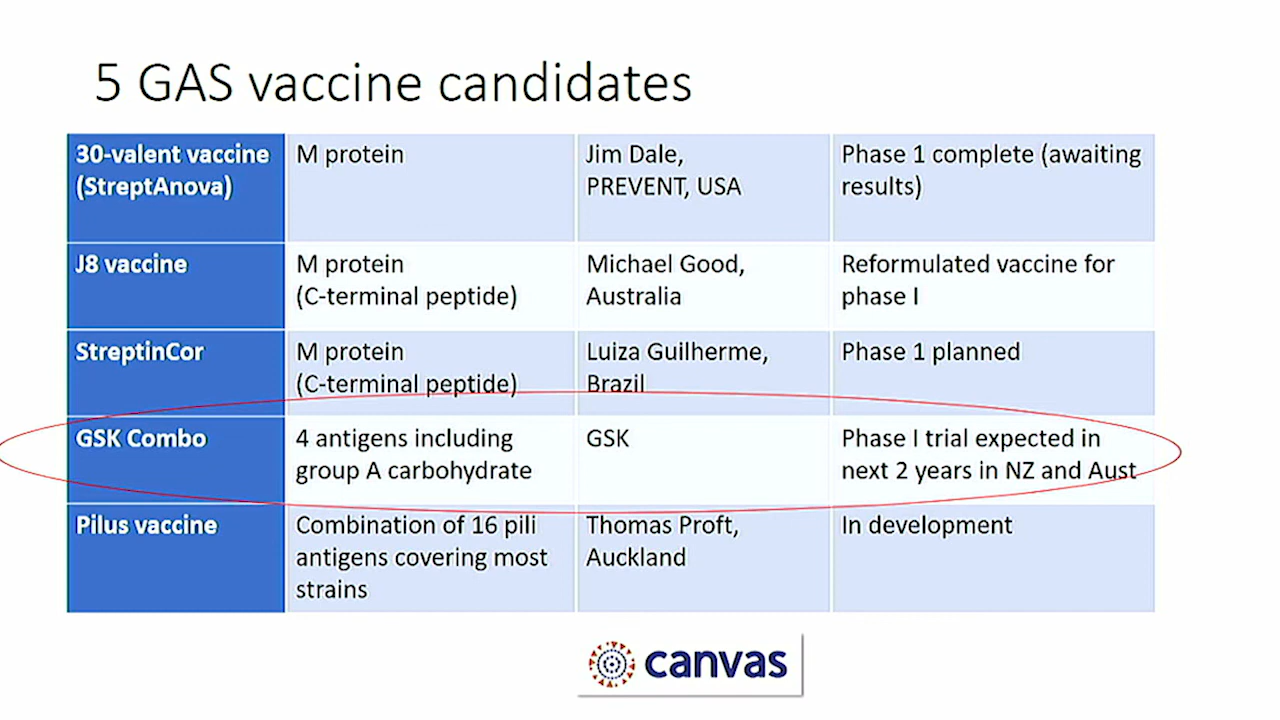 5 GAS vaccine candidates
30-valent vaccine
(StreptAnova)
M protein
Jim Dale,
PREVENT, USA
Phase 1 complete (awaiting
results)
J8 vaccine
M protein
(C-terminal peptide)
Michael Good,
Australia
Reformulated vaccine for
phase I
StreptinCor
M protein
(C-terminal peptide)
Luiza Guilherme,
Brazil
Phase 1 planned
GSK Combo
4 antigens including
group A carbohydrate
GSK
Phase I trial expected in
next 2 years in NZ and Aust
Pilus vaccine
Combination of 16 pili
antigens covering most
strains
Thomas Proft,
Auckland
In development
canvas